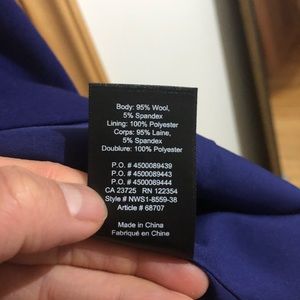 Body: 95% Wool,
5% Spandex
Lining: 100% Polyester
Corps: 95% Laine,
5% Spandex
Doublure: 100% Polyester
P.O. # 4500089439
P.O. # 4500089443
P.O. # 4500089444
CA 23725 RN 122354
Style # NWS1-8559-38
Article # 68707
Made in China
Fabriqué en Chine